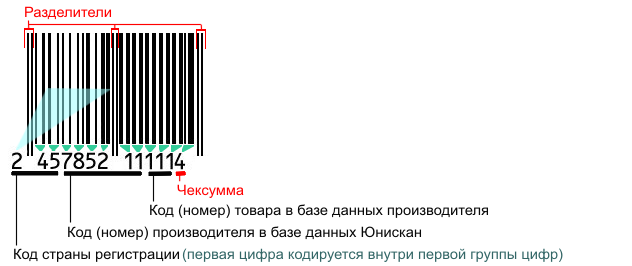 Разделители
2 457852 111114
Чексумма
Код (номер) товара в базе данных производителя
Код (номер) производителя в базе данных Юнискан
Код страны регистрации (первая цифра кодируется внутри первой группы цифр)